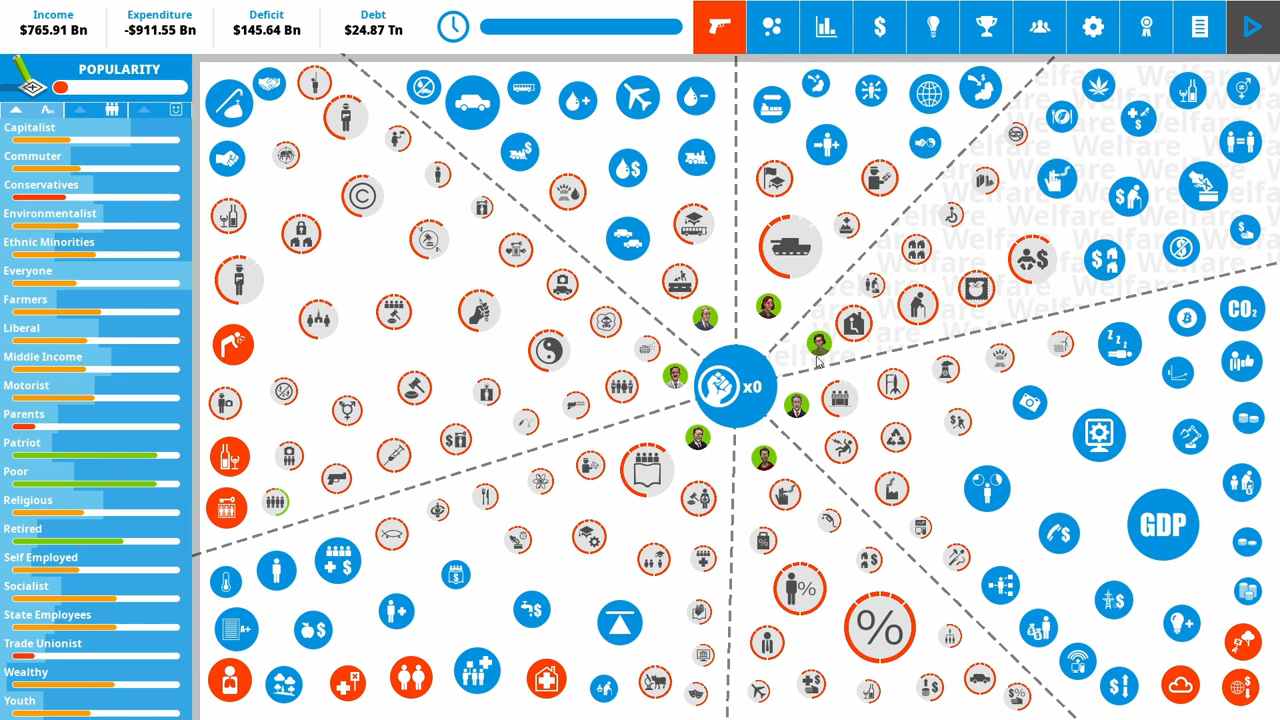 Income Expenditure Deficit Debt
$765.91 Bn -$911.55 Bn $145.64 Bn $24.87 Tn
POPULARITY
Capitalist
Commuter
Conservatives
Environmentalist
Ethnic Minorities
Everyone
Farmers
Liberal
Middle Income
Motorist
Parents
Patriot
Poor
Religious
Retired
Self Employed
Socialist
State Employees
Trade Unionist
Wealthy
Youth
x0
Welfare
CO₂
GDP
%